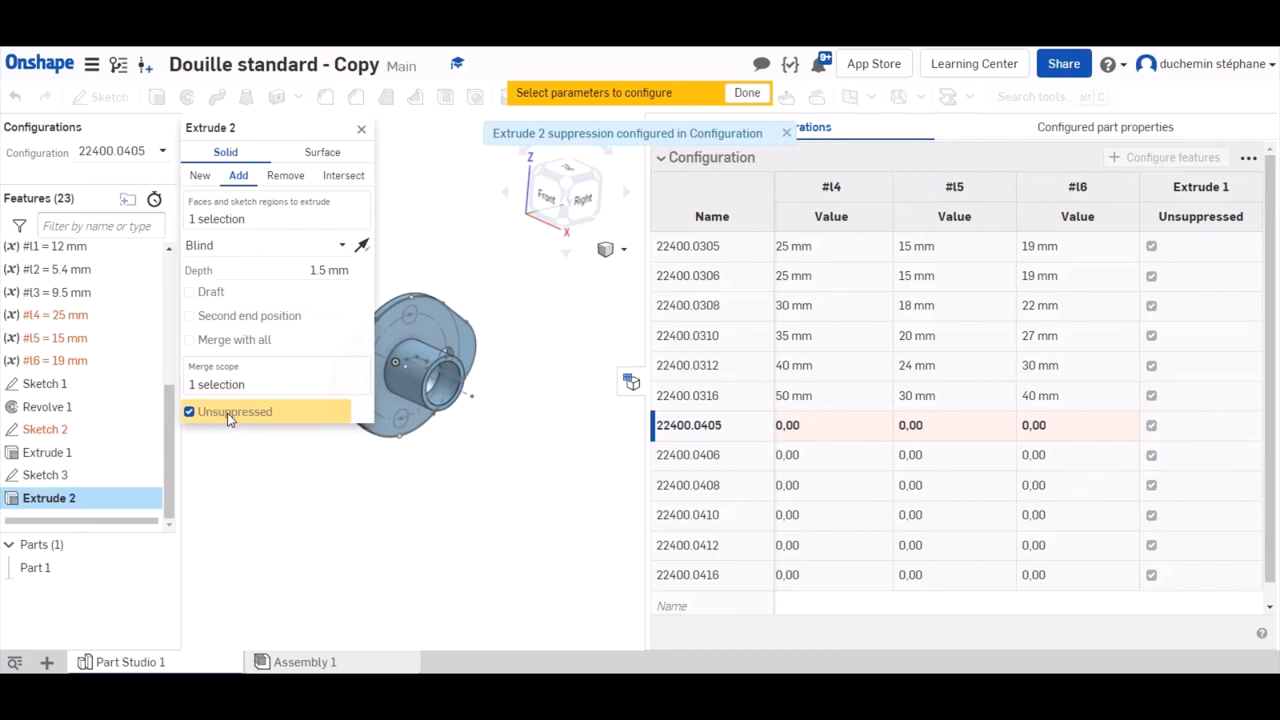 Onshape Douille standard - Copy Main 9+ App Store Learning Center Share duchemin stéphane
Sketch Select parameters to configure Done Search tools... alt C
Configurations
Configuration 22400.0405
Features (23)
Filter by name or type
(x) #l1 = 12 mm
(x) #l2 = 5.4 mm
(x) #l3 = 9.5 mm
(x) #l4 = 25 mm
(x) #l5 = 15 mm
(x) #l6 = 19 mm
Sketch 1
Revolve 1
Sketch 2
Extrude 1
Sketch 3
Extrude 2
Parts (1)
Part 1
Extrude 2
Solid Surface
New Add Remove Intersect
Faces and sketch regions to extrude
1 selection
Blind
Depth 1.5 mm
Draft
Second end position
Merge with all
Merge scope
1 selection
Unsuppressed
Extrude 2 suppression configured in Configuration
Z
Top
Front Right
X
rations Configured part properties
Configuration + Configure features
#l4 #l5 #l6 Extrude 1
Name Value Value Value Unsuppressed
22400.0305 25 mm 15 mm 19 mm
22400.0306 25 mm 15 mm 19 mm
22400.0308 30 mm 18 mm 22 mm
22400.0310 35 mm 20 mm 27 mm
22400.0312 40 mm 24 mm 30 mm
22400.0316 50 mm 30 mm 40 mm
22400.0405 0,00 0,00 0,00
22400.0406 0,00 0,00 0,00
22400.0408 0,00 0,00 0,00
22400.0410 0,00 0,00 0,00
22400.0412 0,00 0,00 0,00
22400.0416 0,00 0,00 0,00
Name
Part Studio 1 Assembly 1